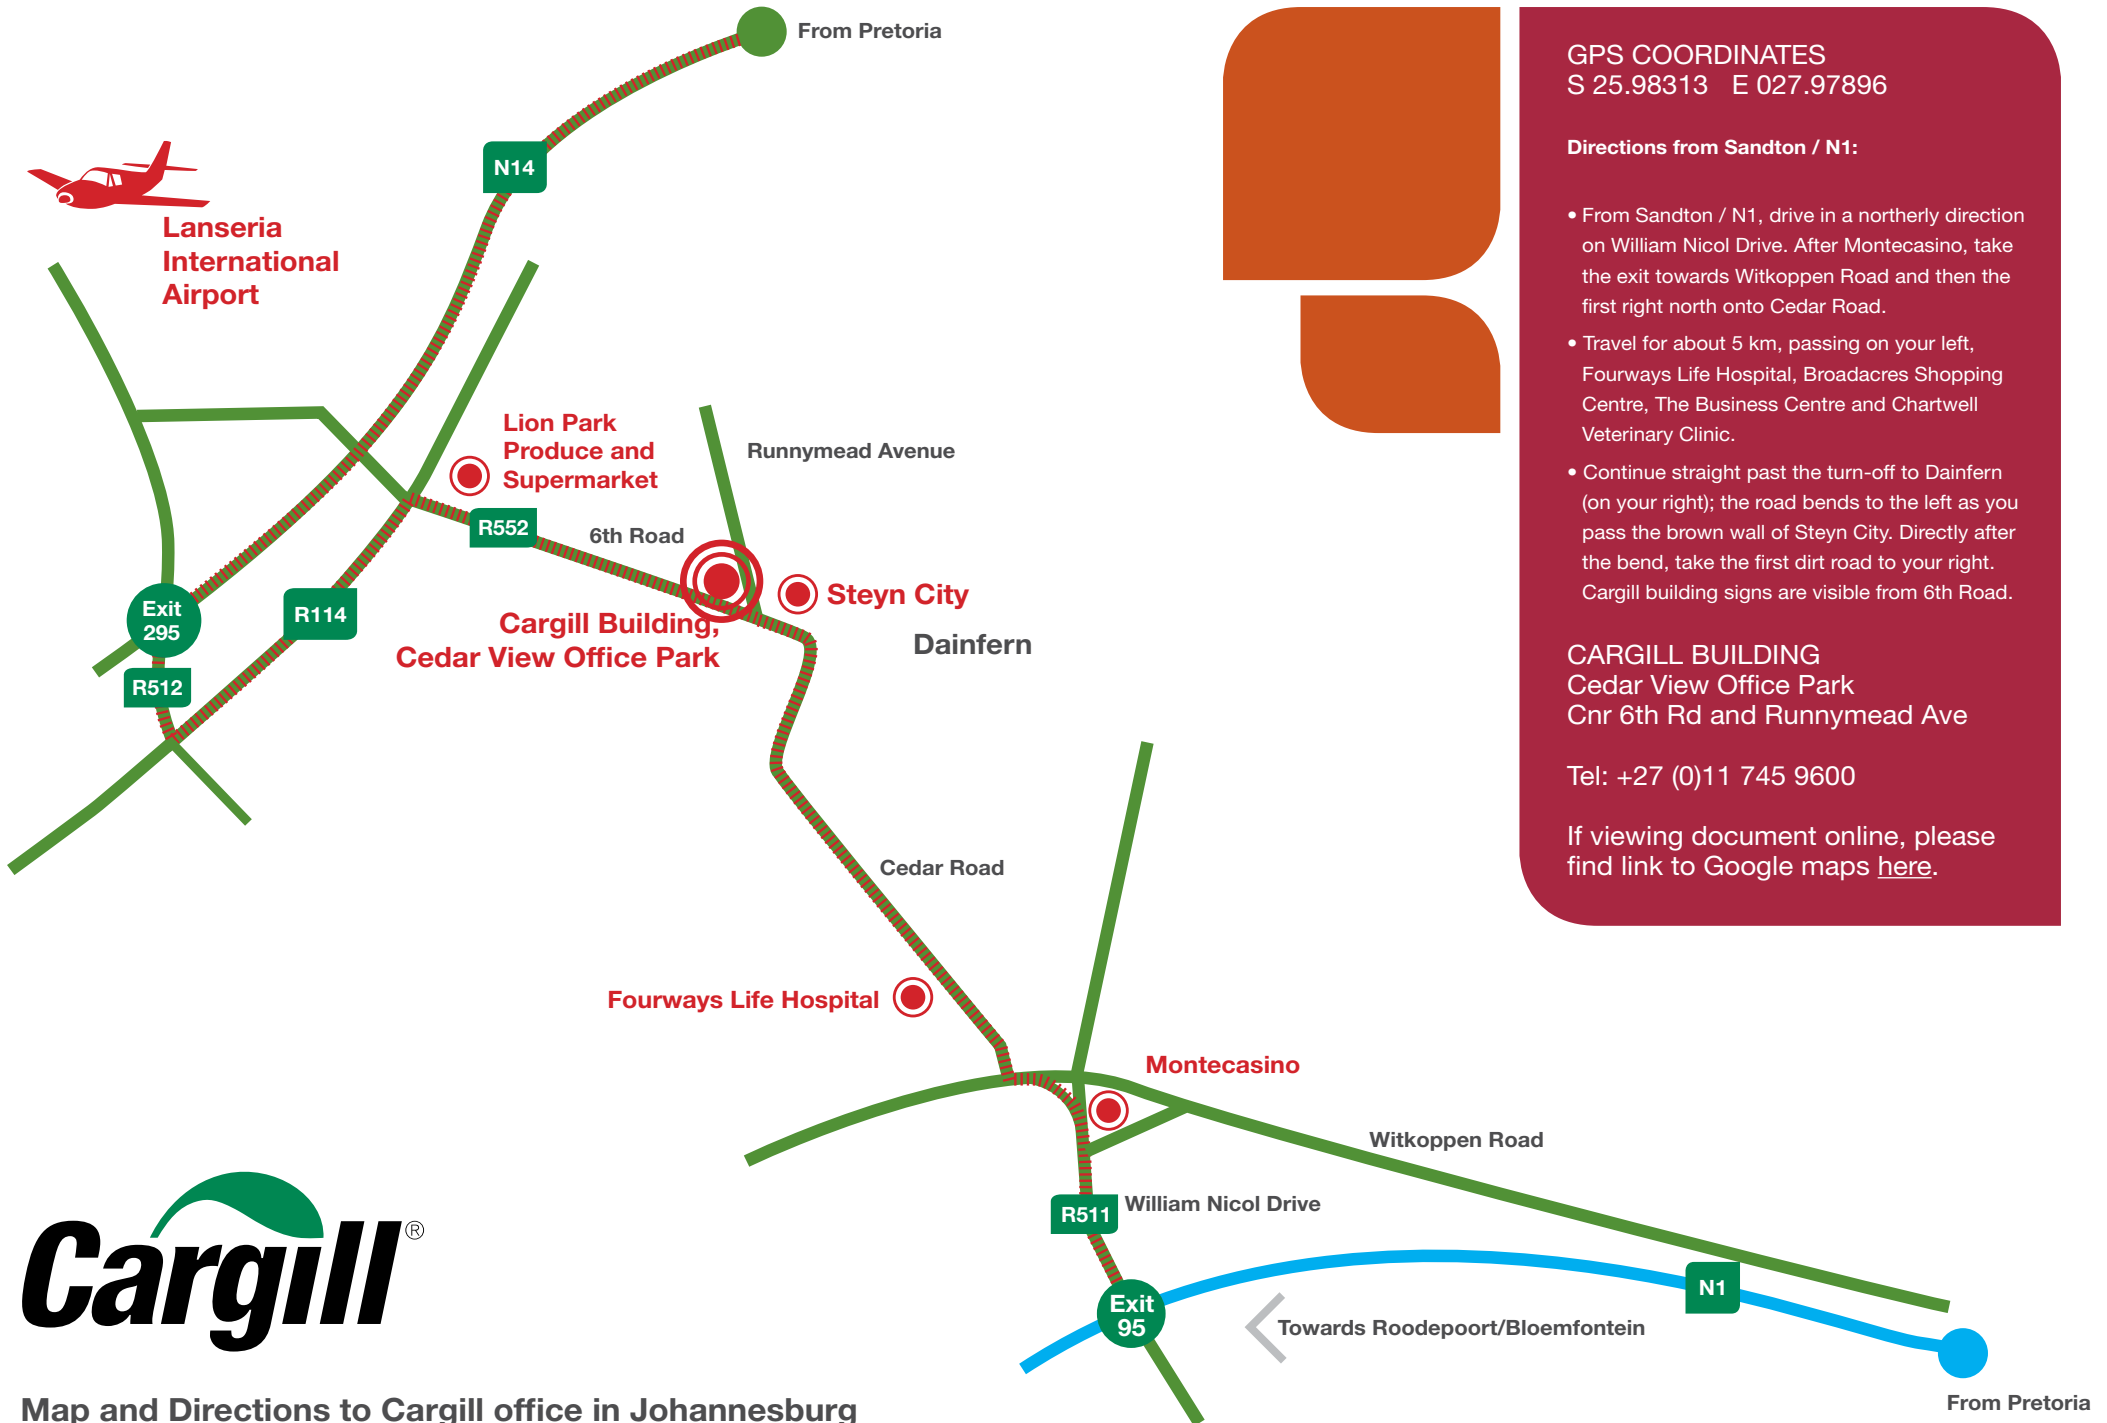 From Pretoria
N14
Lanseria
International
Airport
Lion Park
Produce and
Supermarket
Runnymead Avenue
R552
6th Road
Exit
295
R114
R512
Steyn City
Cargill Building,
Cedar View Office Park
Dainfern
Cedar Road
Fourways Life Hospital
Montecasino
Witkoppen Road
R511
William Nicol Drive
Exit
95
N1
Towards Roodepoort/Bloemfontein
From Pretoria
Cargill®
Map and Directions to Cargill office in Johannesburg
GPS COORDINATES
S 25.98313 E 027.97896
Directions from Sandton / N1:
• From Sandton / N1, drive in a northerly direction
on William Nicol Drive. After Montecasino, take
the exit towards Witkoppen Road and then the
first right north onto Cedar Road.
• Travel for about 5 km, passing on your left,
Fourways Life Hospital, Broadacres Shopping
Centre, The Business Centre and Chartwell
Veterinary Clinic.
• Continue straight past the turn-off to Dainfern
(on your right); the road bends to the left as you
pass the brown wall of Steyn City. Directly after
the bend, take the first dirt road to your right.
Cargill building signs are visible from 6th Road.
CARGILL BUILDING
Cedar View Office Park
Cnr 6th Rd and Runnymead Ave
Tel: +27 (0)11 745 9600
If viewing document online, please
find link to Google maps here.